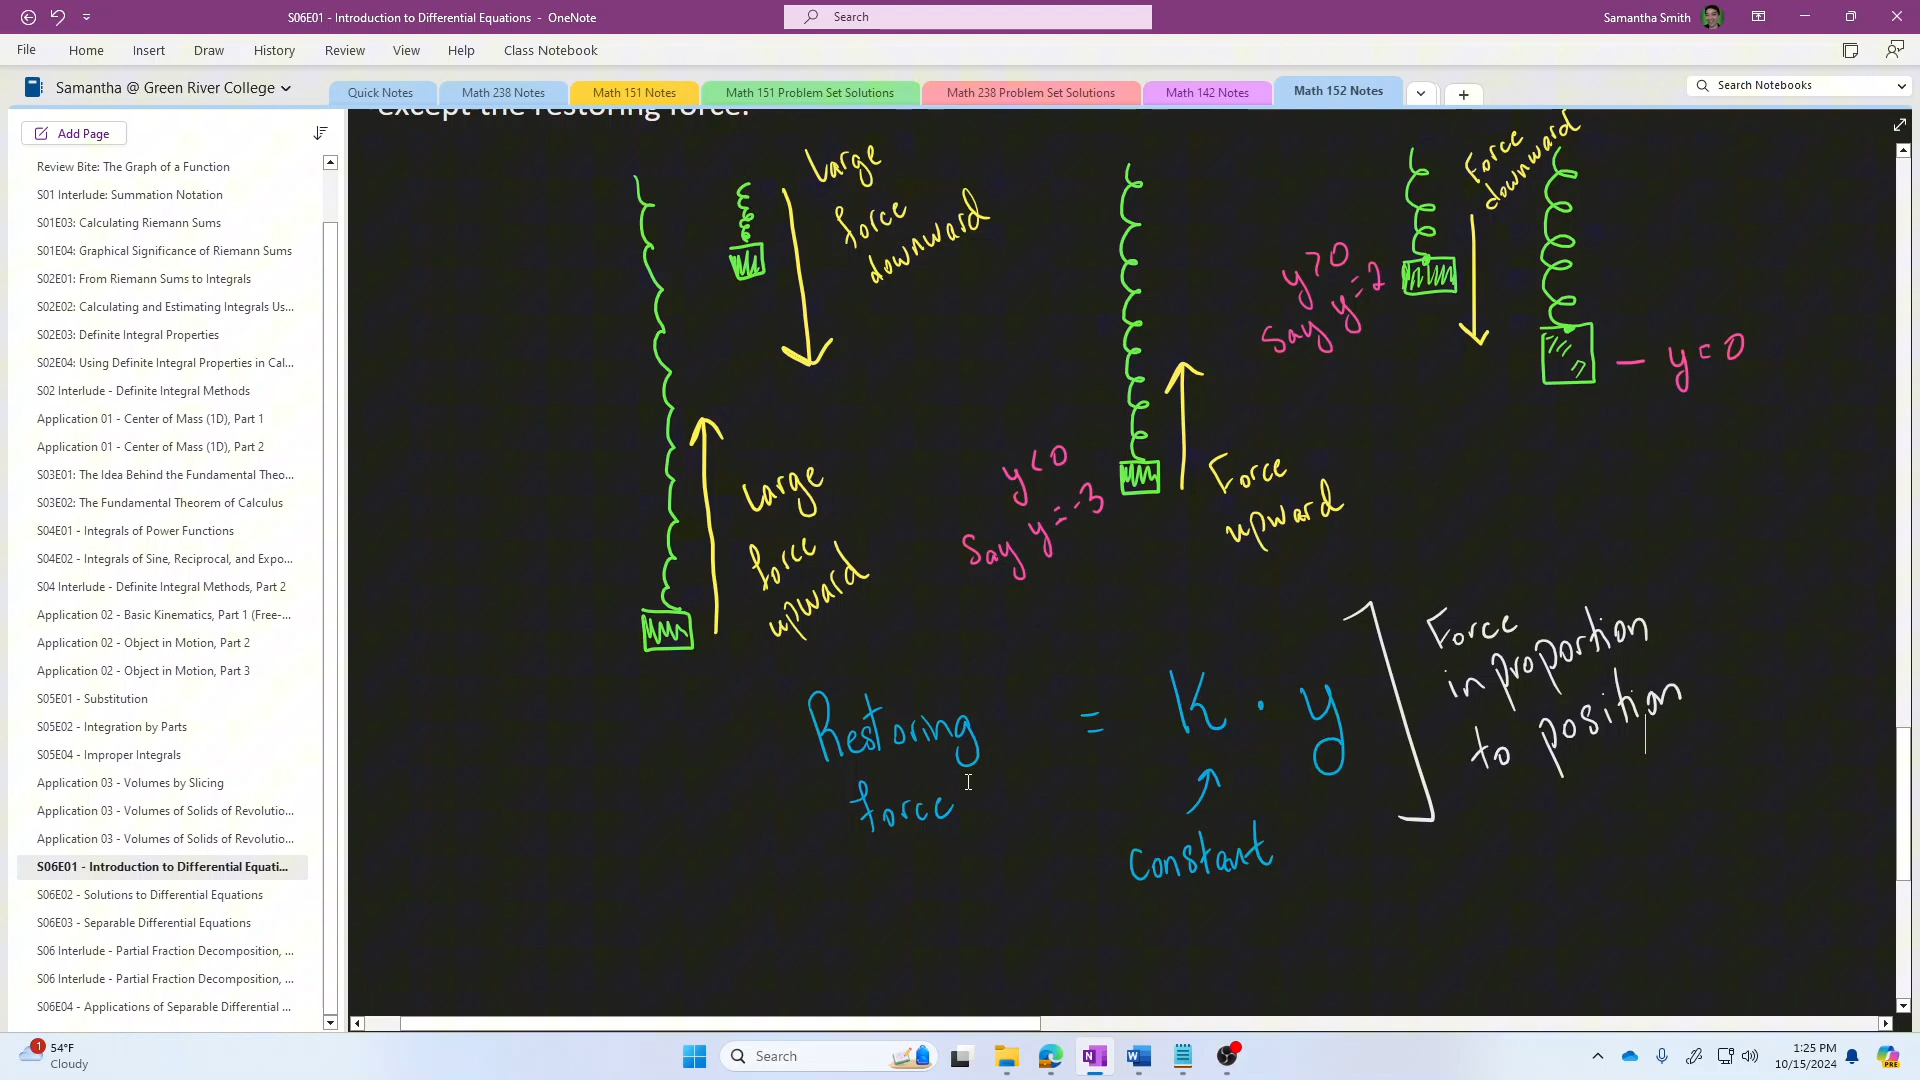 S06E01 - Introduction to Differential Equations - OneNote
Search
Samantha Smith
File Home Insert Draw History Review View Help Class Notebook
Samantha @ Green River College
Quick Notes
Math 238 Notes
Math 151 Notes
Math 151 Problem Set Solutions
Math 238 Problem Set Solutions
Math 142 Notes
Math 152 Notes
Search Notebooks
Add Page
Review Bite: The Graph of a Function
S01 Interlude: Summation Notation
S01E03: Calculating Riemann Sums
S01E04: Graphical Significance of Riemann Sums
S02E01: From Riemann Sums to Integrals
S02E02: Calculating and Estimating Integrals Us...
S02E03: Definite Integral Properties
S02E04: Using Definite Integral Properties in Cal...
S02 Interlude - Definite Integral Methods
Application 01 - Center of Mass (1D), Part 1
Application 01 - Center of Mass (1D), Part 2
S03E01: The Idea Behind the Fundamental Theo...
S03E02: The Fundamental Theorem of Calculus
S04E01 - Integrals of Power Functions
S04E02 - Integrals of Sine, Reciprocal, and Expo...
S04 Interlude - Definite Integral Methods, Part 2
Application 02 - Basic Kinematics, Part 1 (Free-...
Application 02 - Object in Motion, Part 2
Application 02 - Object in Motion, Part 3
S05E01 - Substitution
S05E02 - Integration by Parts
S05E04 - Improper Integrals
Application 03 - Volumes by Slicing
Application 03 - Volumes of Solids of Revolutio...
Application 03 - Volumes of Solids of Revolutio...
S06E01 - Introduction to Differential Equati...
S06E02 - Solutions to Differential Equations
S06E03 - Separable Differential Equations
S06 Interlude - Partial Fraction Decomposition, ...
S06 Interlude - Partial Fraction Decomposition, ...
S06E04 - Applications of Separable Differential ...
except the restoring force.
Large
force
downward
Large
force
upward
y < 0
Say y = -3
Force
upward
y > 0
Say y = 2
Force
downward
- y = 0
Restoring
force
= K · y
constant
Force
in proportion
to position
1
54°F
Cloudy
Search
1:25 PM
10/15/2024
PRE